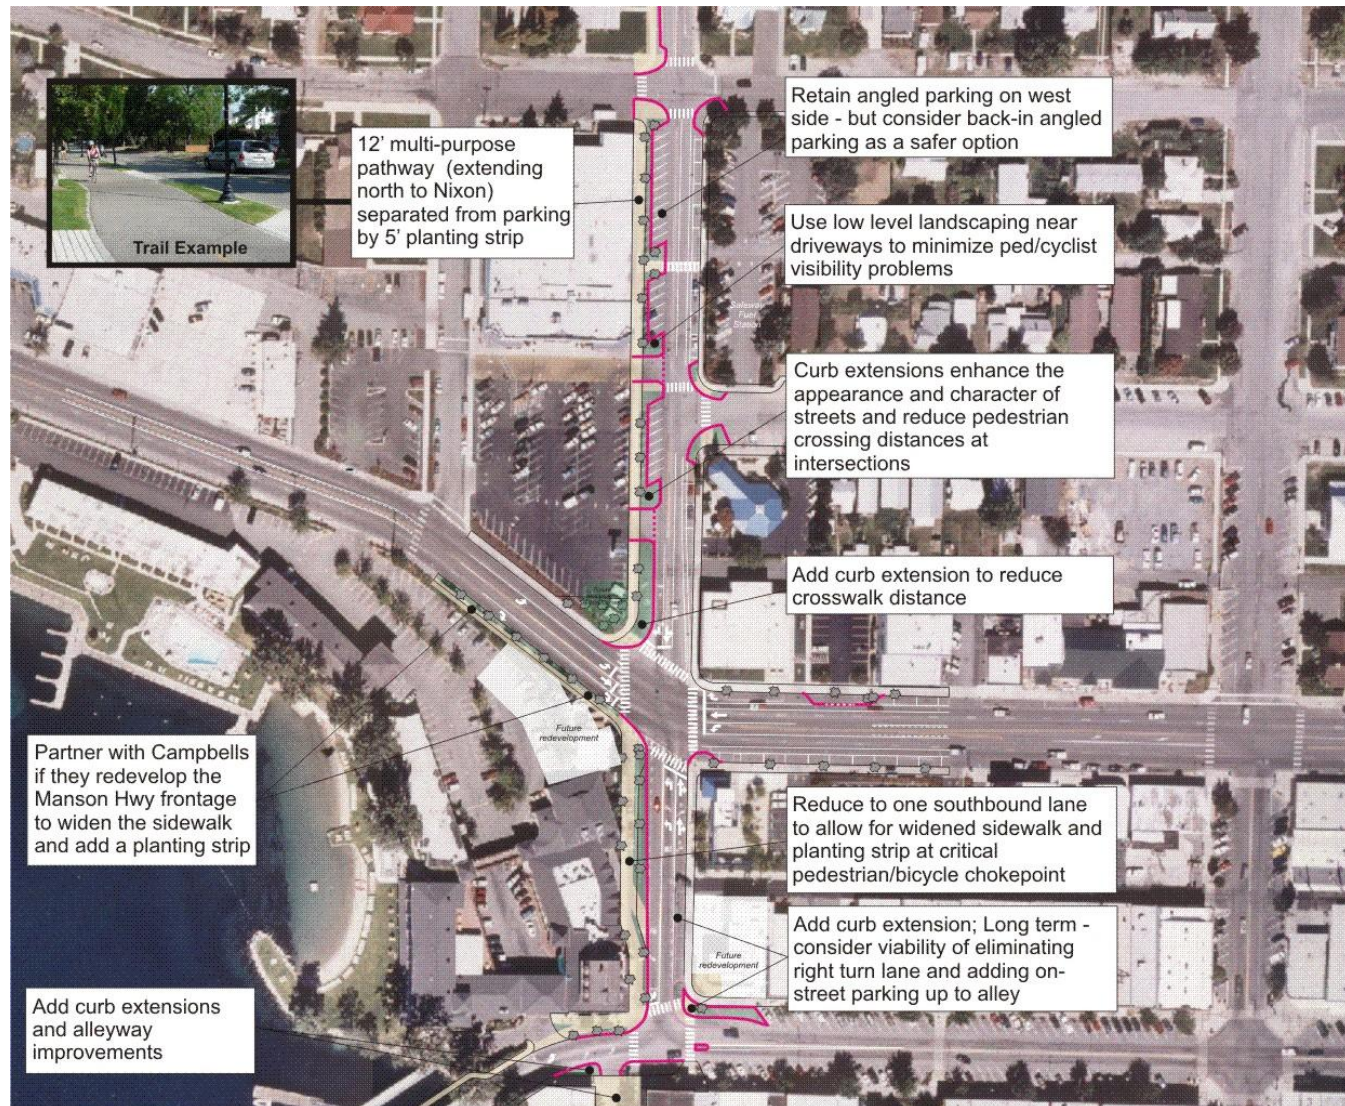 Trail Example
12' multi-purpose
pathway (extending
north to Nixon)
separated from parking
by 5' planting strip
Retain angled parking on west
side - but consider back-in angled
parking as a safer option
Use low level landscaping near
driveways to minimize ped/cyclist
visibility problems
Safeway
Fuel
Station
Curb extensions enhance the
appearance and character of
streets and reduce pedestrian
crossing distances at
intersections
Add curb extension to reduce
crosswalk distance
Future
redevelopment
Partner with Campbells
if they redevelop the
Manson Hwy frontage
to widen the sidewalk
and add a planting strip
Reduce to one southbound lane
to allow for widened sidewalk and
planting strip at critical
pedestrian/bicycle chokepoint
Add curb extension; Long term -
consider viability of eliminating
right turn lane and adding on-
street parking up to alley
Future
redevelopment
Add curb extensions
and alleyway
improvements